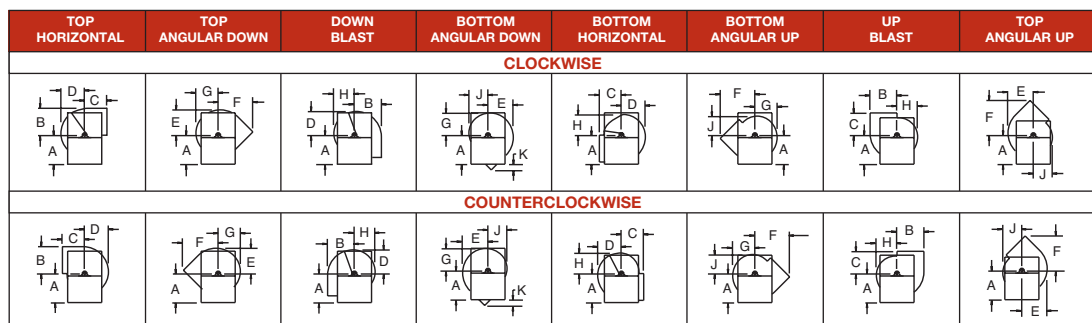 TOP HORIZONTAL
TOP ANGULAR DOWN
DOWN BLAST
BOTTOM ANGULAR DOWN
BOTTOM HORIZONTAL
BOTTOM ANGULAR UP
UP BLAST
TOP ANGULAR UP
CLOCKWISE
D C B A
G F E A
H B D A
J E G A K
C D H A
F G J A A
B H C A
E F A J
COUNTERCLOCKWISE
D C B A
F G E A
B H D A
E J G A K
C D H A
F G J A
B H C A
J F A E